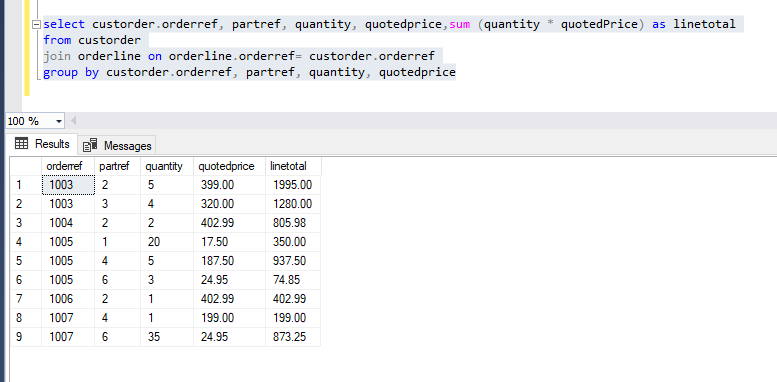 select custorder.orderref, partref, quantity, quotedprice,sum (quantity * quotedPrice) as linetotal
from custorder
join orderline on orderline.orderref= custorder.orderref
group by custorder.orderref, partref, quantity, quotedprice
100 %
Results Messages
orderref partref quantity quotedprice linetotal
1 1003 2 5 399.00 1995.00
2 1003 3 4 320.00 1280.00
3 1004 2 2 402.99 805.98
4 1005 1 20 17.50 350.00
5 1005 4 5 187.50 937.50
6 1005 6 3 24.95 74.85
7 1006 2 1 402.99 402.99
8 1007 4 1 199.00 199.00
9 1007 6 35 24.95 873.25